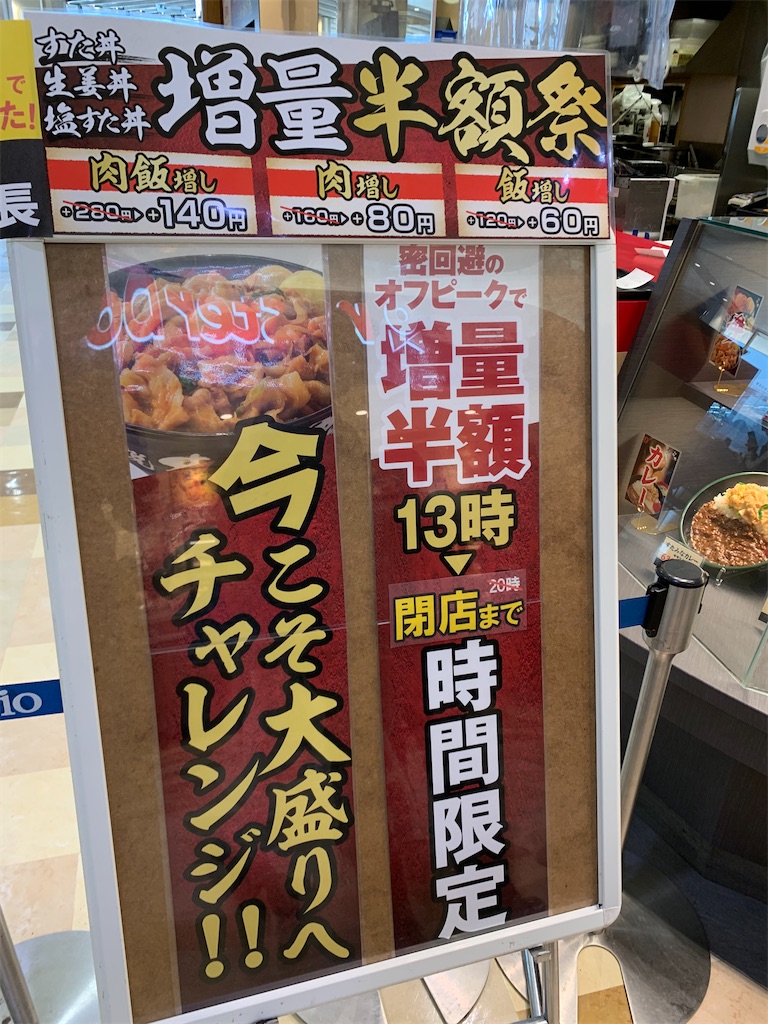 すた丼
生姜丼
塩すた丼
増量半額祭
で
た!
長
肉飯増し
+280円▶+140円
肉増し
+160円▶+80円
飯増し
+120円▶+60円
密回避の
オフピークで
増量
半額
13時
▼
20時
閉店まで
時間限定
今こそ大盛りへ
チャレンジ!!
カレー
io